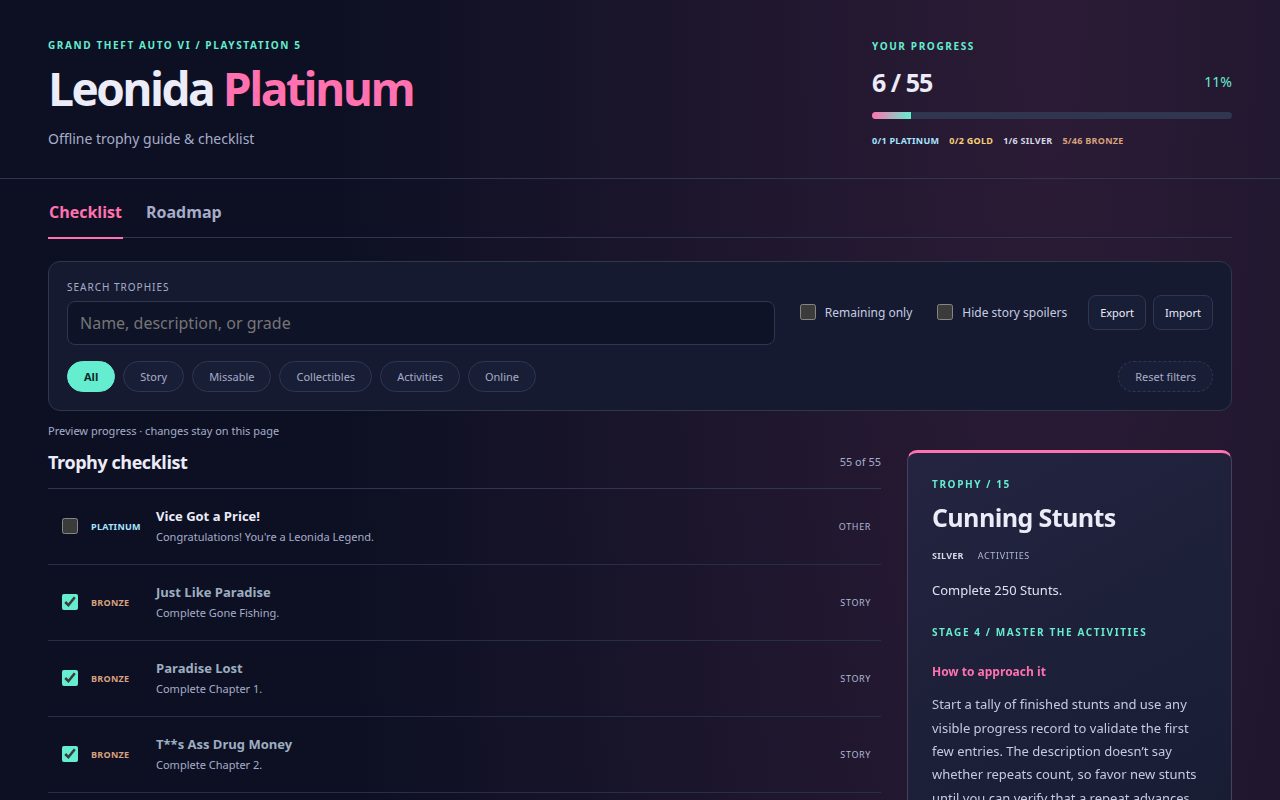 GRAND THEFT AUTO VI / PLAYSTATION 5
Leonida Platinum
Offline trophy guide & checklist
YOUR PROGRESS
6 / 55
11%
0/1 PLATINUM 0/2 GOLD 1/6 SILVER 5/46 BRONZE
Checklist Roadmap
SEARCH TROPHIES
Name, description, or grade
Remaining only
Hide story spoilers
Export
Import
All
Story
Missable
Collectibles
Activities
Online
Reset filters
Preview progress · changes stay on this page
Trophy checklist
55 of 55
PLATINUM
Vice Got a Price!
Congratulations! You're a Leonida Legend.
OTHER
BRONZE
Just Like Paradise
Complete Gone Fishing.
STORY
BRONZE
Paradise Lost
Complete Chapter 1.
STORY
BRONZE
T**s Ass Drug Money
Complete Chapter 2.
STORY
TROPHY / 15
Cunning Stunts
SILVER ACTIVITIES
Complete 250 Stunts.
STAGE 4 / MASTER THE ACTIVITIES
How to approach it
Start a tally of finished stunts and use any
visible progress record to validate the first
few entries. The description doesn’t say
whether repeats count, so favor new stunts
until you can verify that a repeat advances